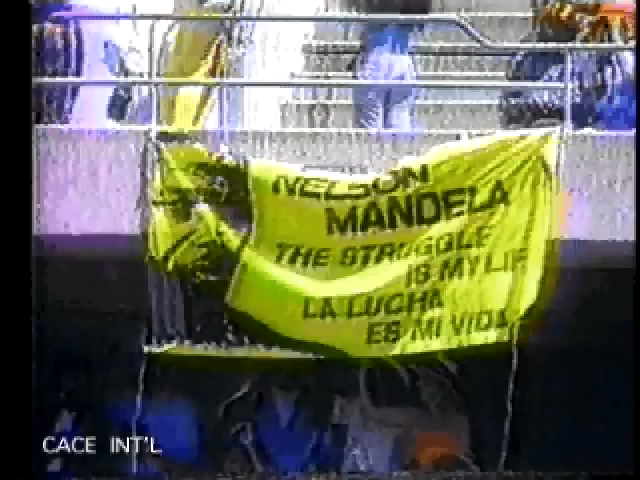 NELSON
MANDELA
THE STRUGGLE
IS MY LIF
LA LUCHA
ES MI VIDA
CACE INT'L